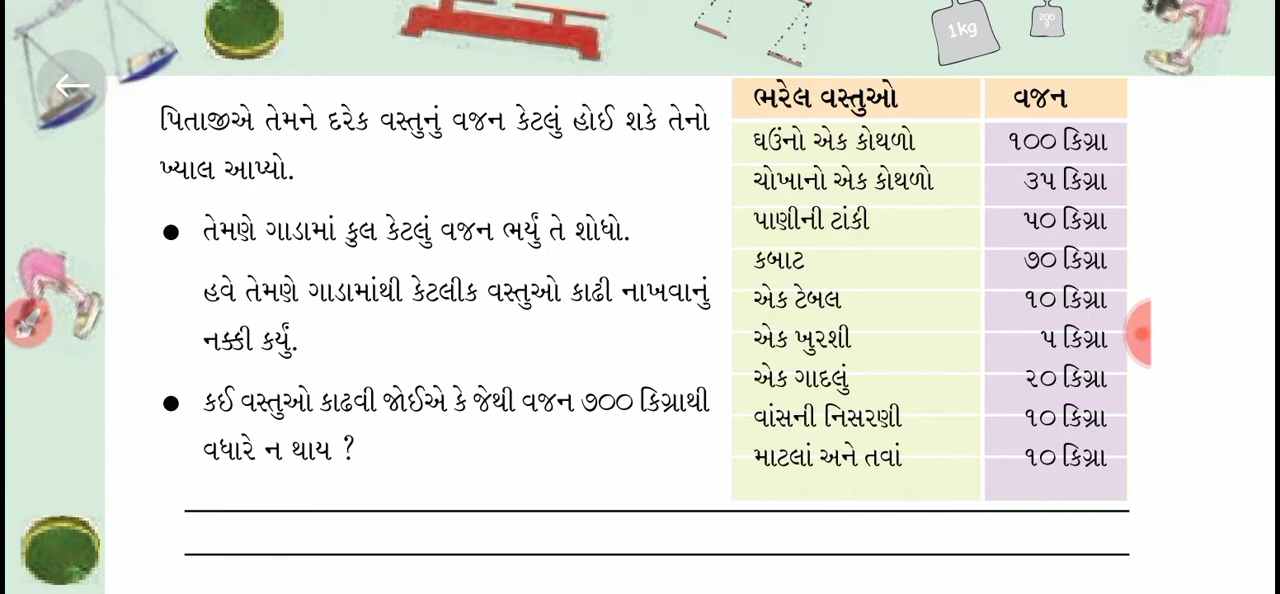 1kg
200
g
પિતાજીએ તેમને દરેક વસ્તુનું વજન કેટલું હોઈ શકે તેનો
ખ્યાલ આપ્યો.
● તેમણે ગાડામાં કુલ કેટલું વજન ભર્યું તે શોધો.
હવે તેમણે ગાડામાંથી કેટલીક વસ્તુઓ કાઢી નાખવાનું
નક્કી કર્યું.
● કઈ વસ્તુઓ કાઢવી જોઈએ કે જેથી વજન ૭૦૦ કિગ્રાથી
વધારે ન થાય ?
ભરેલ વસ્તુઓ વજન
ઘઉંનો એક કોથળો ૧૦૦ કિગ્રા
ચોખાનો એક કોથળો ૩૫ કિગ્રા
પાણીની ટાંકી ૫૦ કિગ્રા
કબાટ ૭૦ કિગ્રા
એક ટેબલ ૧૦ કિગ્રા
એક ખુરશી ૫ કિગ્રા
એક ગાદલું ૨૦ કિગ્રા
વાંસની નિસરણી ૧૦ કિગ્રા
માટલાં અને તવાં ૧૦ કિગ્રા